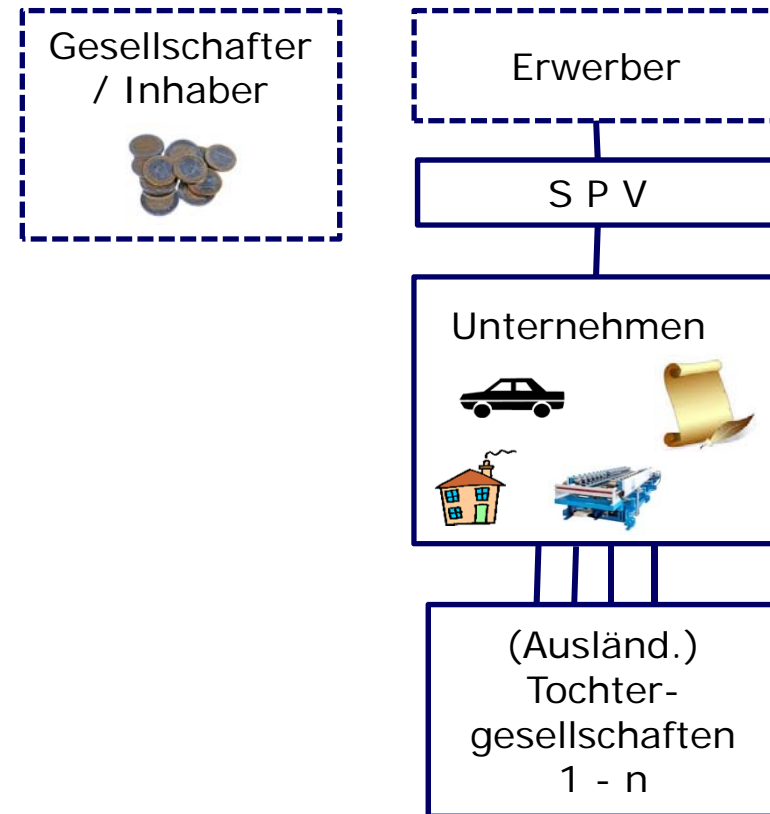 Gesellschafter
/ Inhaber
Erwerber
S P V
Unternehmen
(Ausländ.)
Tochter-
gesellschaften
1 - n